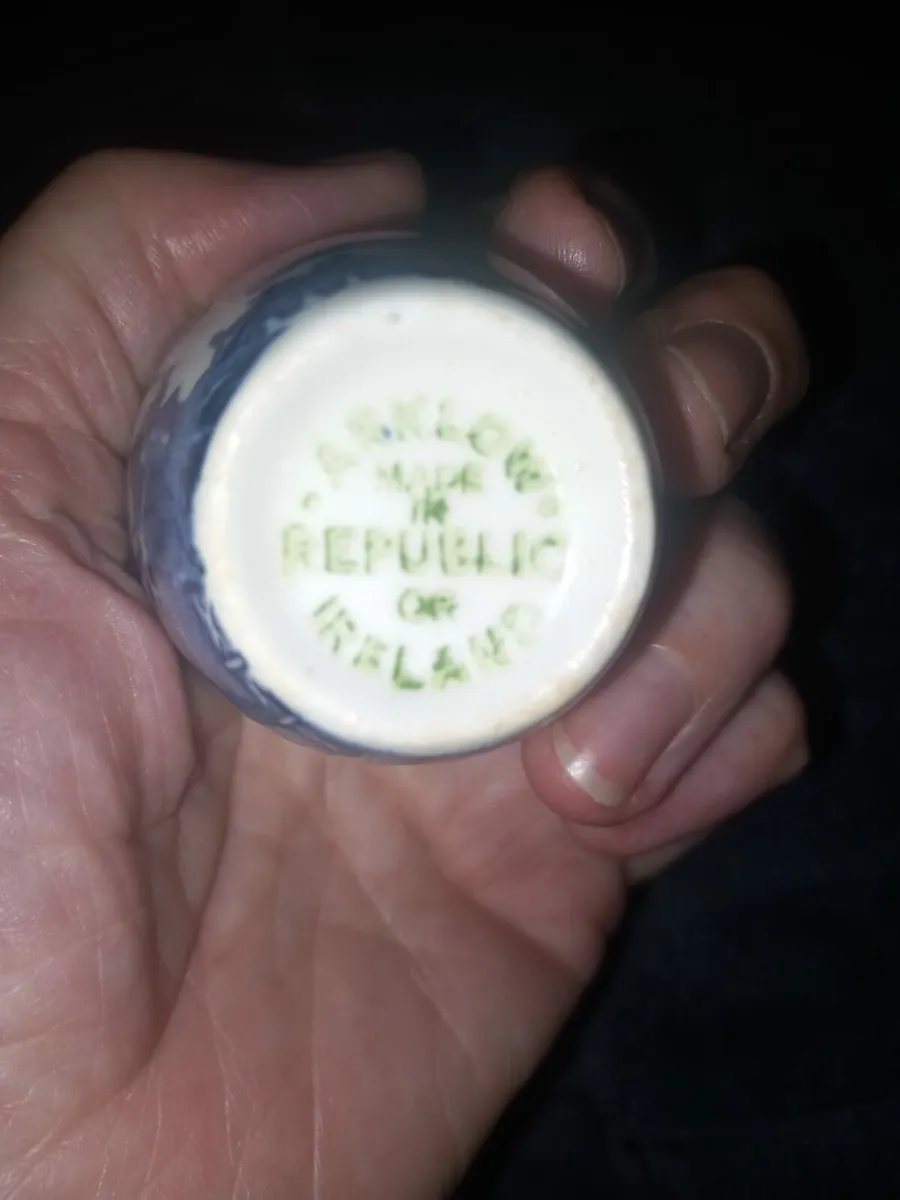 ARKLOW
MADE
IN
REPUBLIC
OF
IRELAND